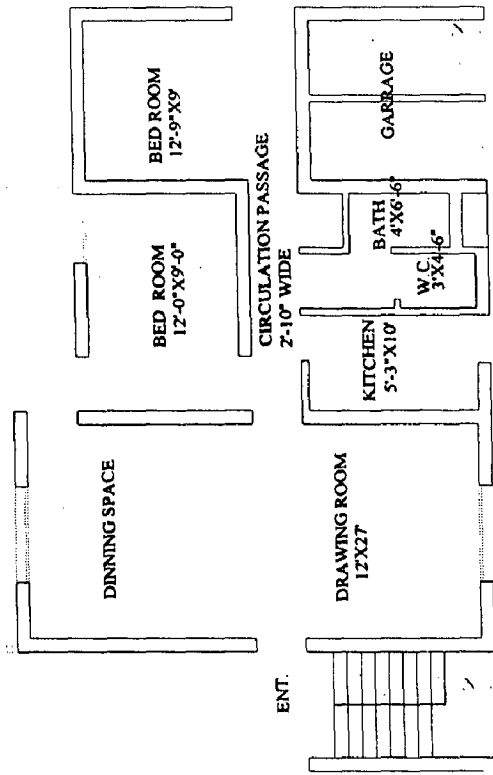 BED ROOM
12'-9"X9'
BED ROOM
12'-0"X9'-0"
CIRCULATION PASSAGE
2'-10" WIDE
GARRAGE
BATH
4'X6'-6"
W.C.
3'X4'-6"
KITCHEN
5'-3"X10'
DINNING SPACE
DRAWING ROOM
12'X27'
ENT.